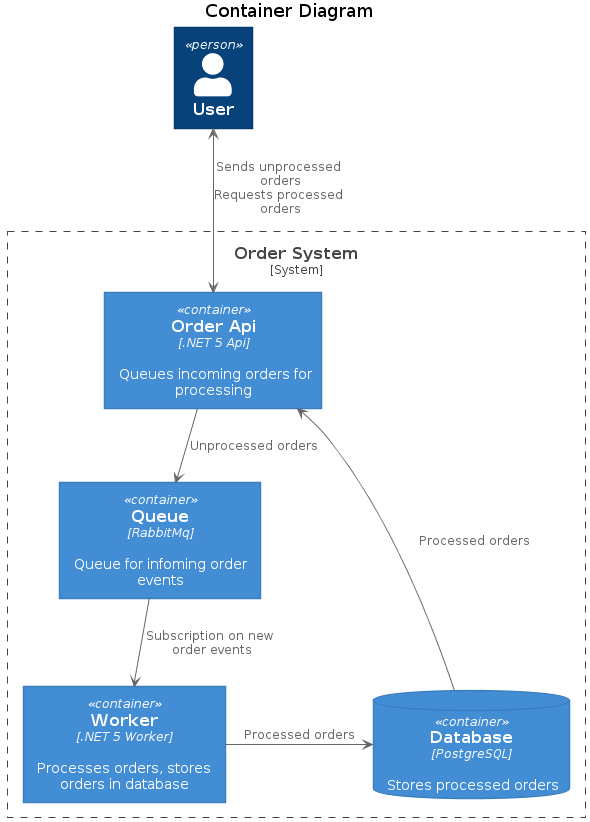 Container Diagram
«person»
User
Sends unprocessed
orders
Requests processed
orders
Order System
[System]
«container»
Order Api
[.NET 5 Api]
Queues incoming orders for
processing
Unprocessed orders
«container»
Queue
[RabbitMq]
Queue for infoming order
events
Processed orders
Subscription on new
order events
«container»
Worker
[.NET 5 Worker]
Processes orders, stores
orders in database
Processed orders
«container»
Database
[PostgreSQL]
Stores processed orders